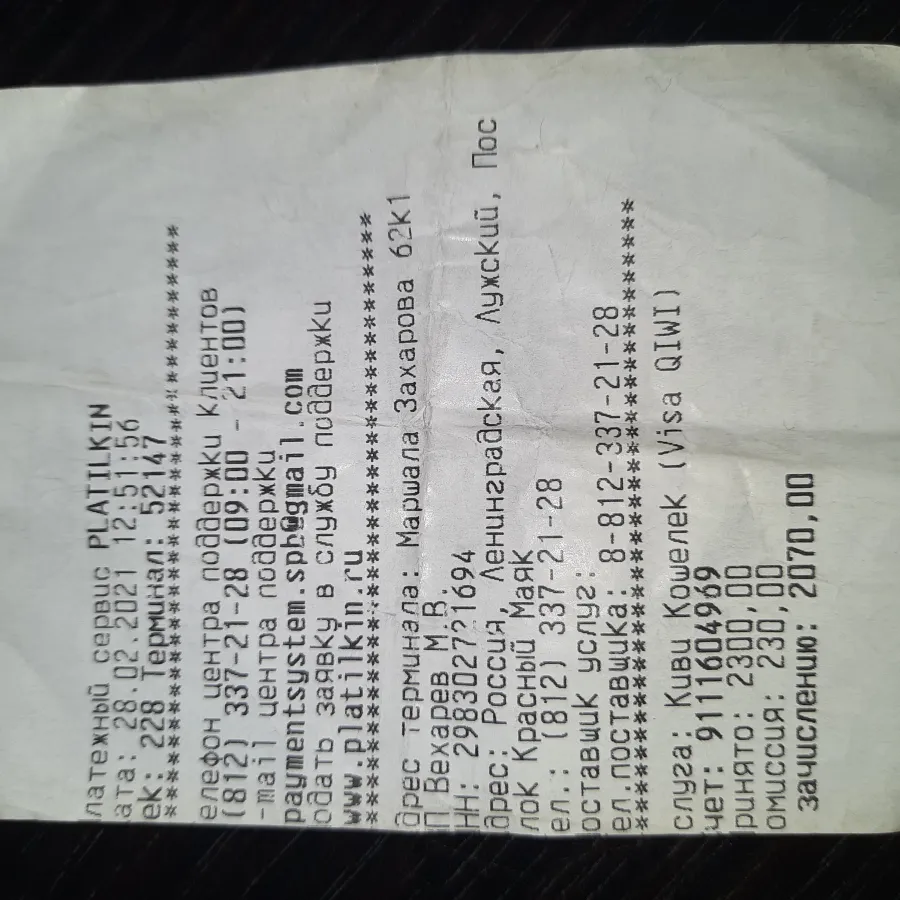 латежный сервис PLATILKIN
ата: 28.02.2021 12:51:56
ек: 228 Терминал: 52147
********************************
елефон центра поддержки Клиентов
(812) 337-21-28 (09:00 - 21:00)
-mail центра поддержки
paymentsystem.spb@gmail.com
одать заявку в службу поддержки
www.platilkin.ru
********************************
дрес терминала: Маршала Захарова 62К1
П Вехарев М.В.
НН: 298302721694
дрес: Россия, Ленинградская, Лужский, Пос
лок Красный Маяк
ел.: (812) 337-21-28
оставщик услуг:
ел.поставщика: 8-812-337-21-28
********************************
слуга: Киви Кошелек (Visa QIWI)
чет: 9111604969
ринято: 2300,00
омиссия: 230,00
зачислению: 2070,00